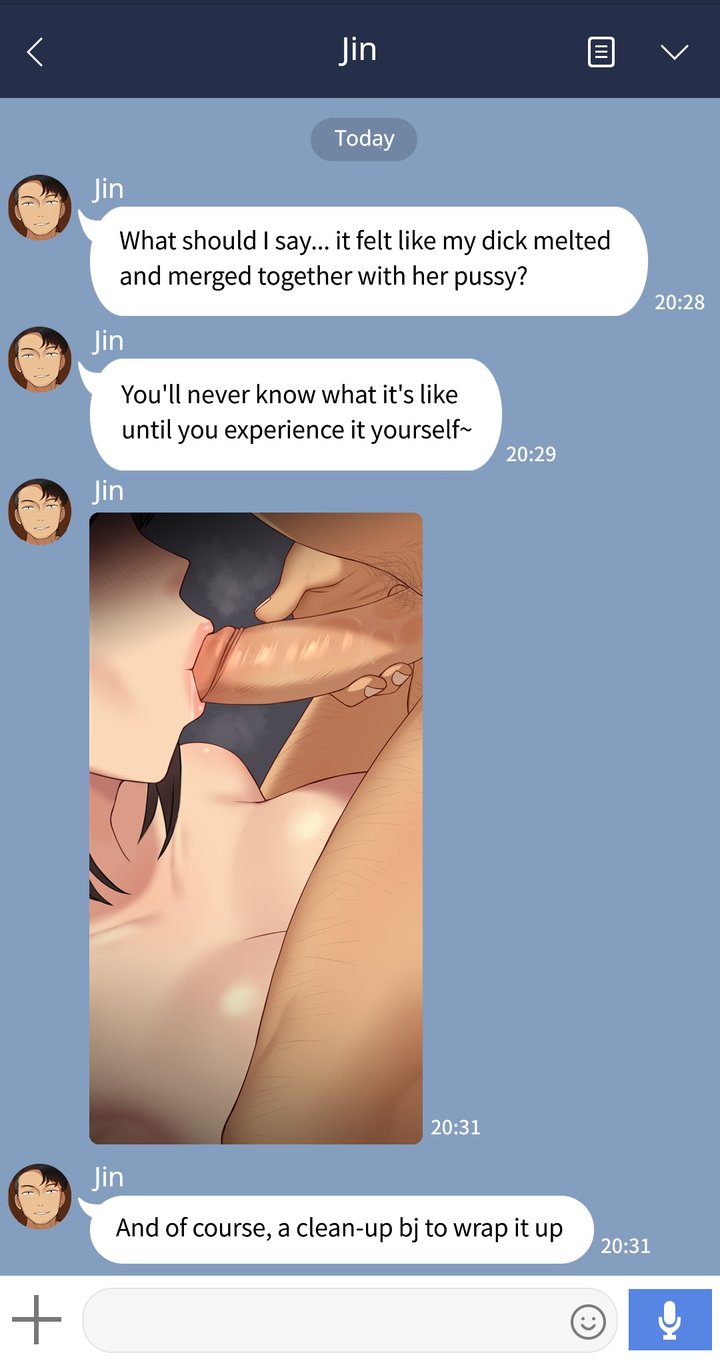 Jin
Today
Jin
What should I say... it felt like my dick melted
and merged together with her pussy?
20:28
Jin
You'll never know what it's like
until you experience it yourself~
20:29
Jin
20:31
Jin
And of course, a clean-up bj to wrap it up
20:31